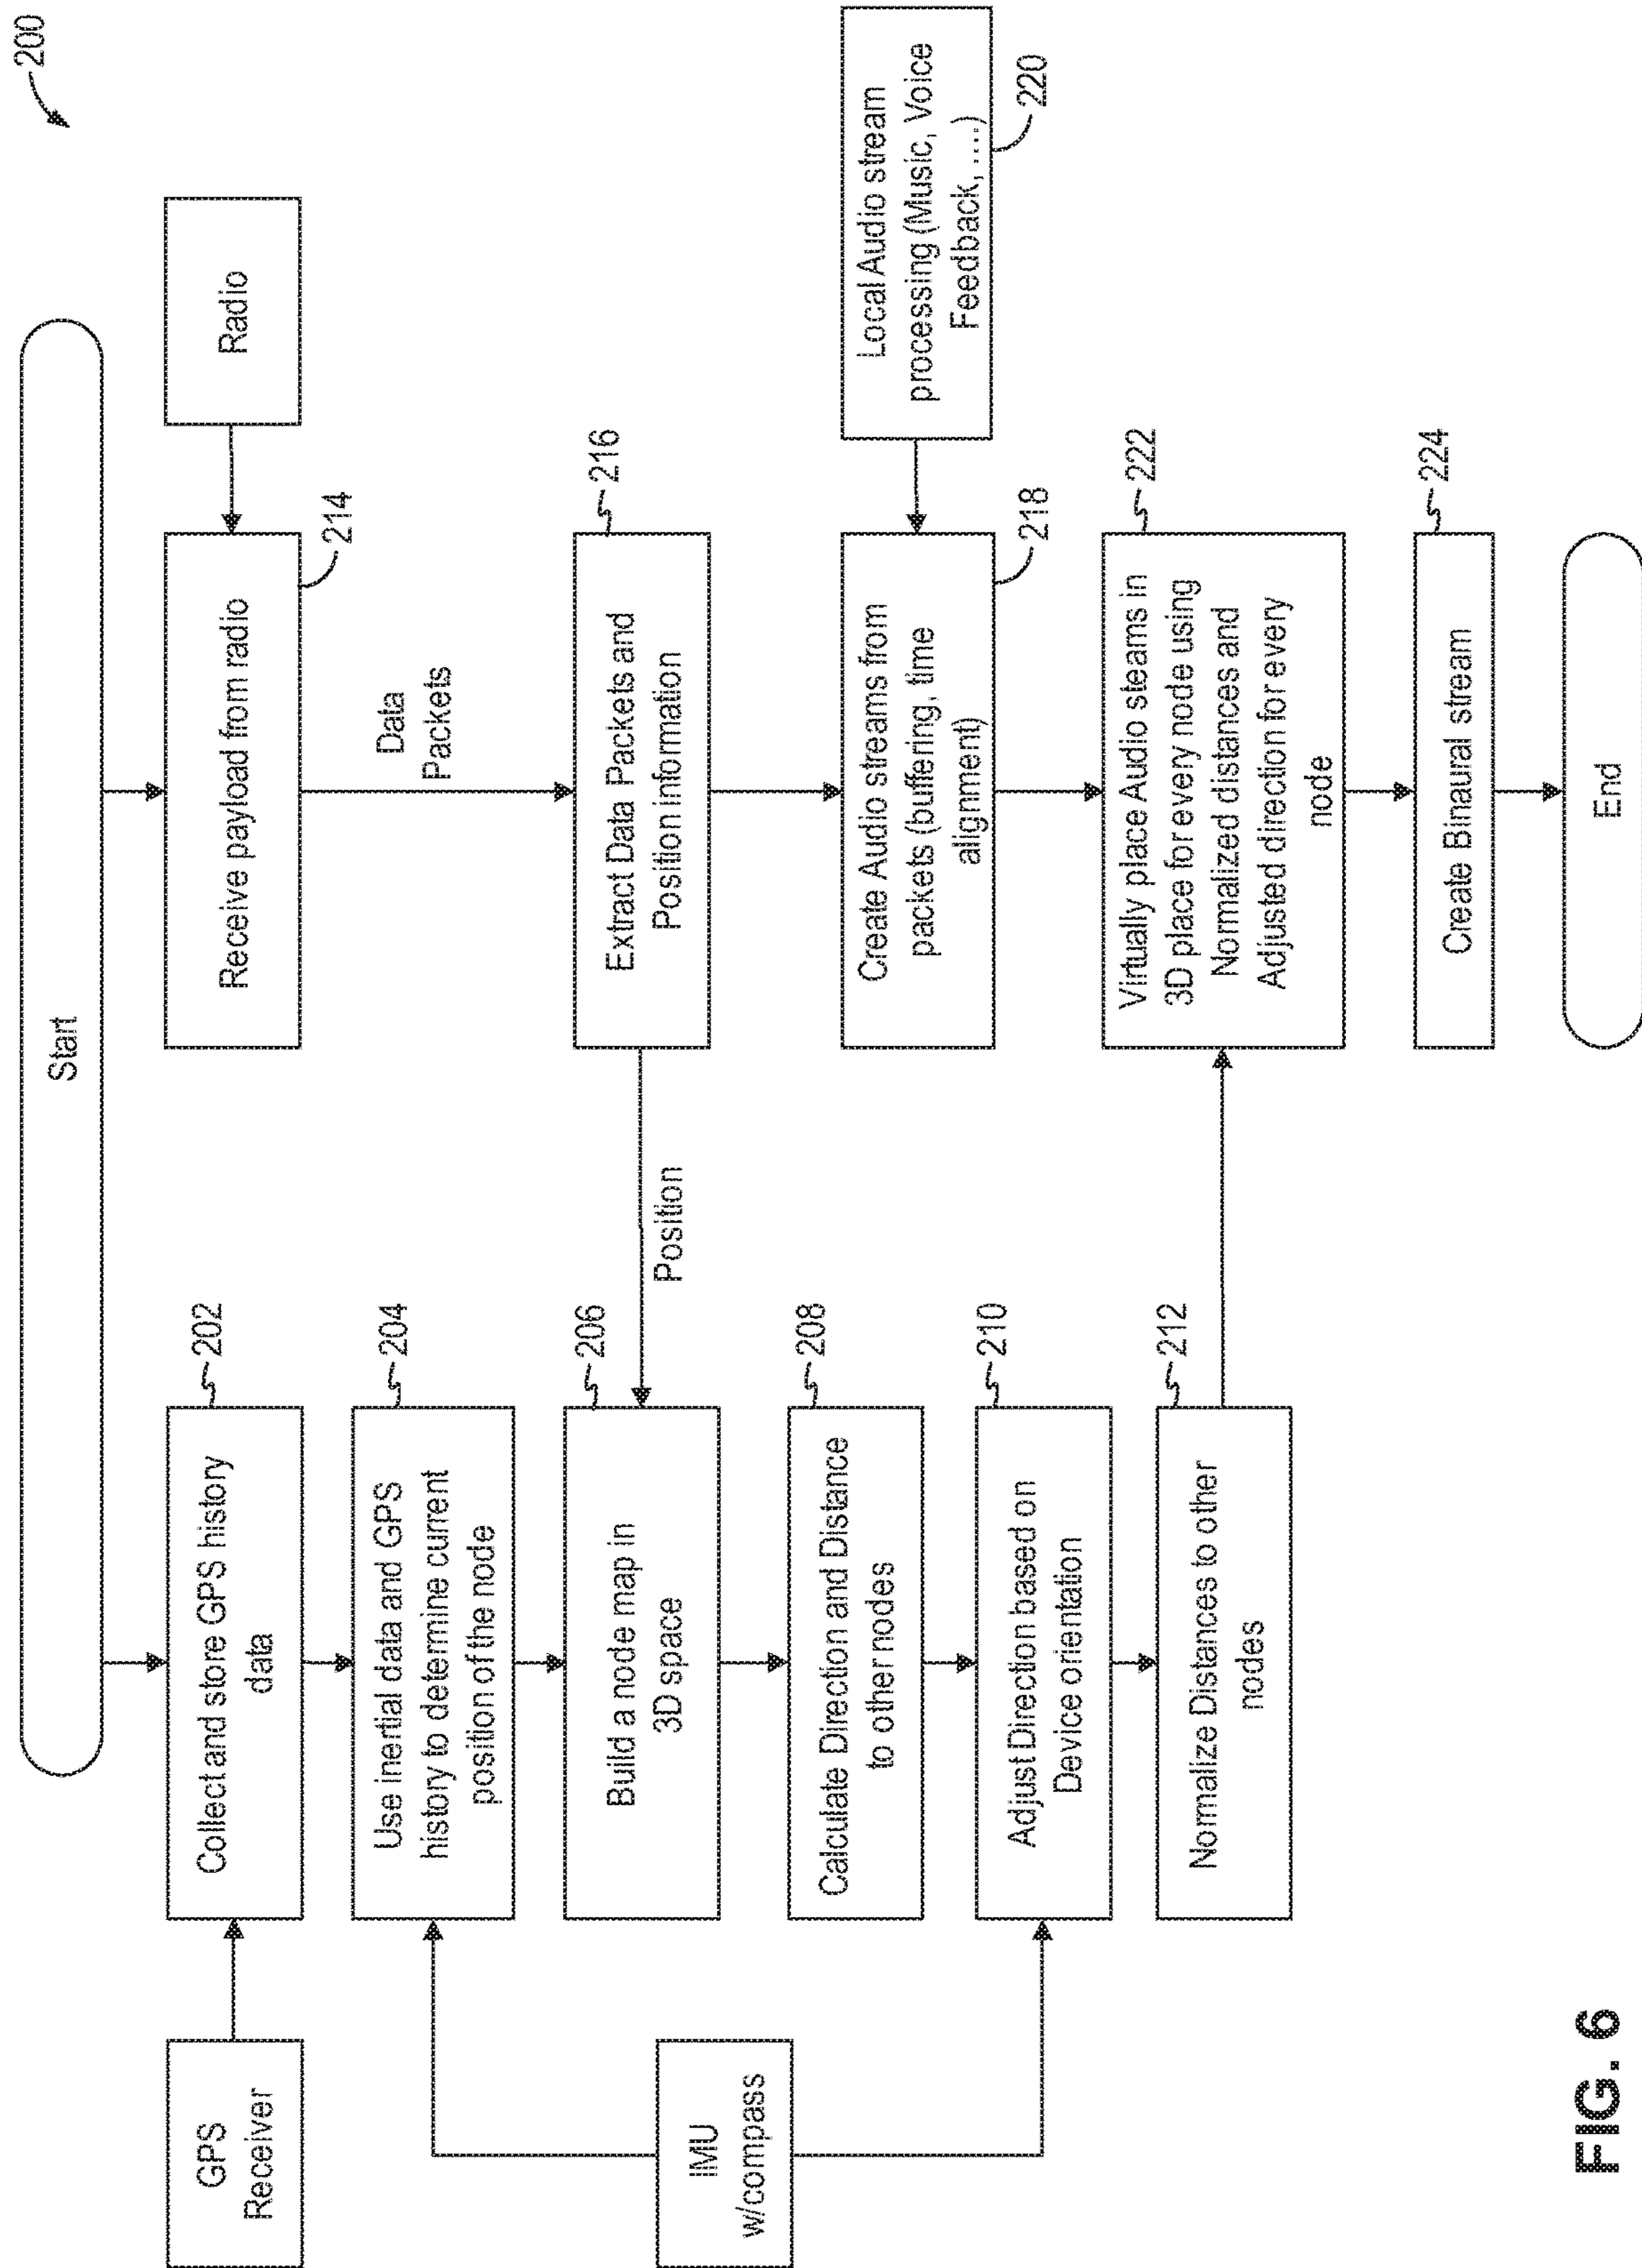 200
Start
GPS
Receiver
Collect and store GPS history
data
202
IMU
w/compass
Use inertial data and GPS
history to determine current
position of the node
204
Build a node map in
3D space
206
Position
Calculate Direction and Distance
to other nodes
208
Adjust Direction based on
Device orientation
210
Normalize Distances to other
nodes
212
Receive payload from radio
214
Radio
Data
Packets
Extract Data Packets and
Position information
216
Create Audio streams from
packets (buffering, time
alignment)
218
Local Audio stream
processing (Music, Voice
Feedback, ....)
220
Virtually place Audio steams in
3D place for every node using
Normalized distances and
Adjusted direction for every
node
222
Create Binaural stream
224
End
FIG. 6